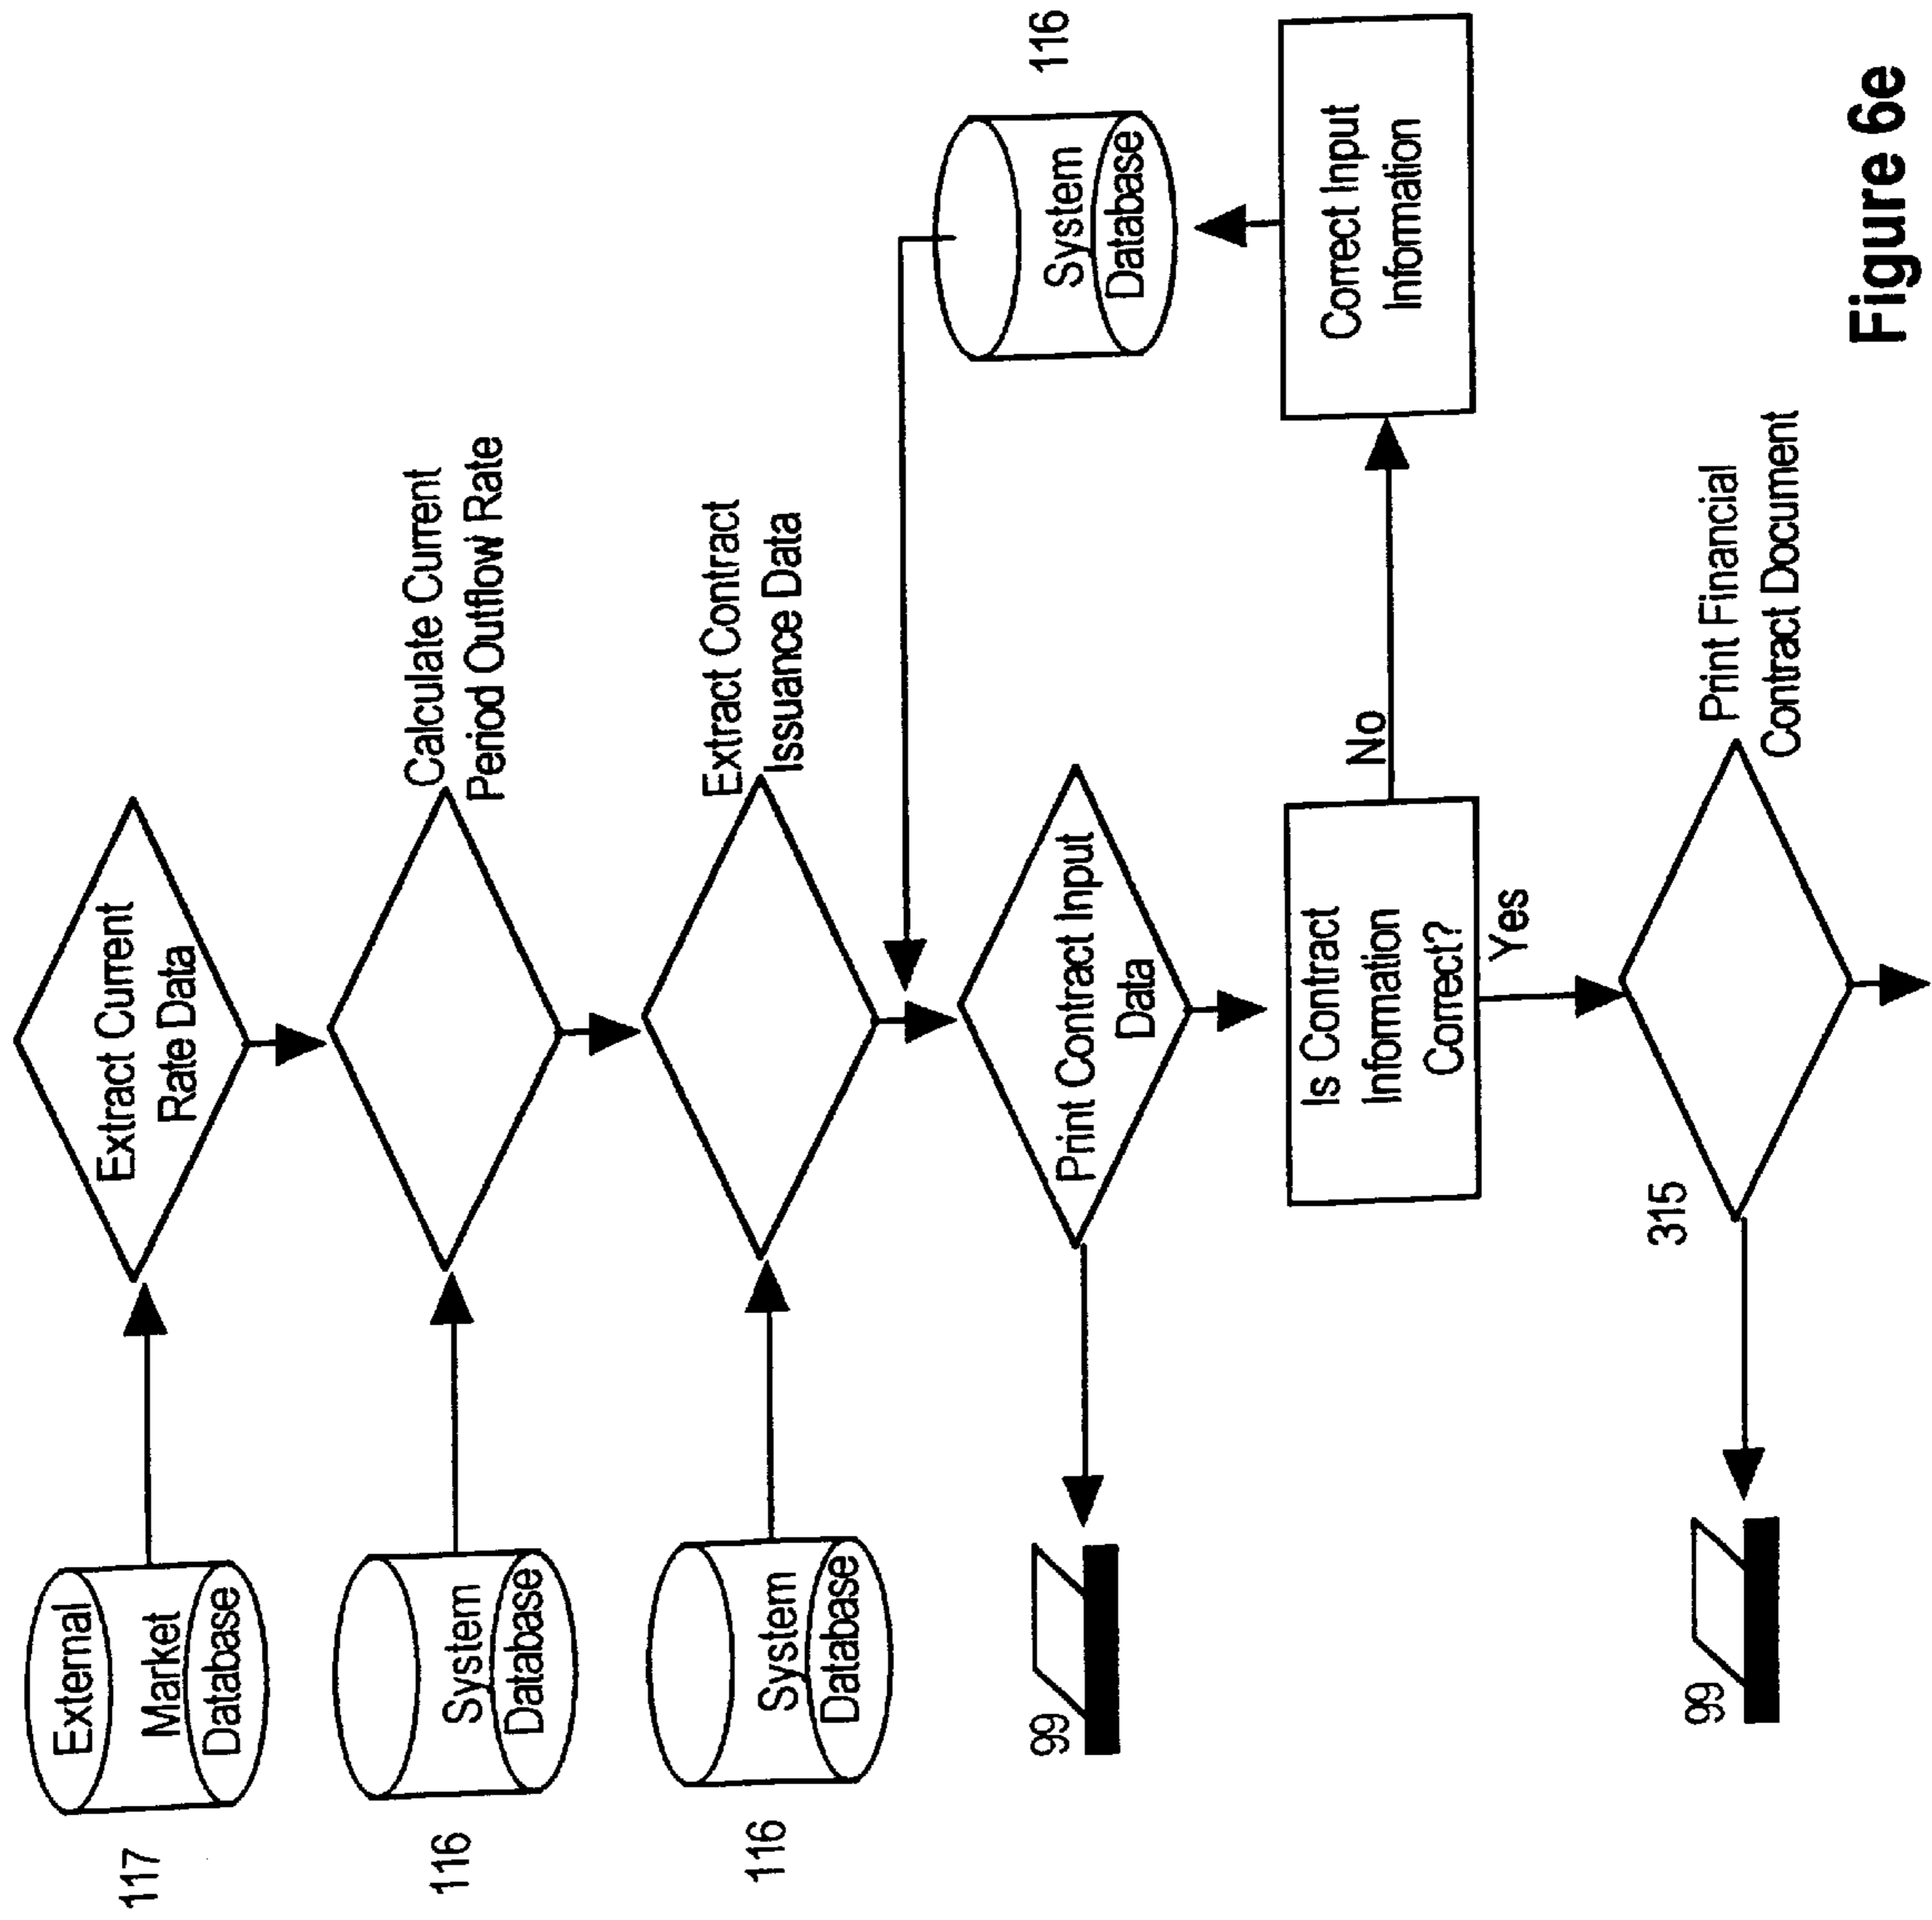 117
External
Market
Database
Extract Current
Rate Data
116
System
Database
Calculate Current
Period Outflow Rate
116
System
Database
Extract Contract
Issuance Data
116
System
Database
99
Print Contract Input
Data
Is Contract
Information
Correct?
No
Correct Input
Information
Yes
99
315
Print Financial
Contract Document
Figure 6e